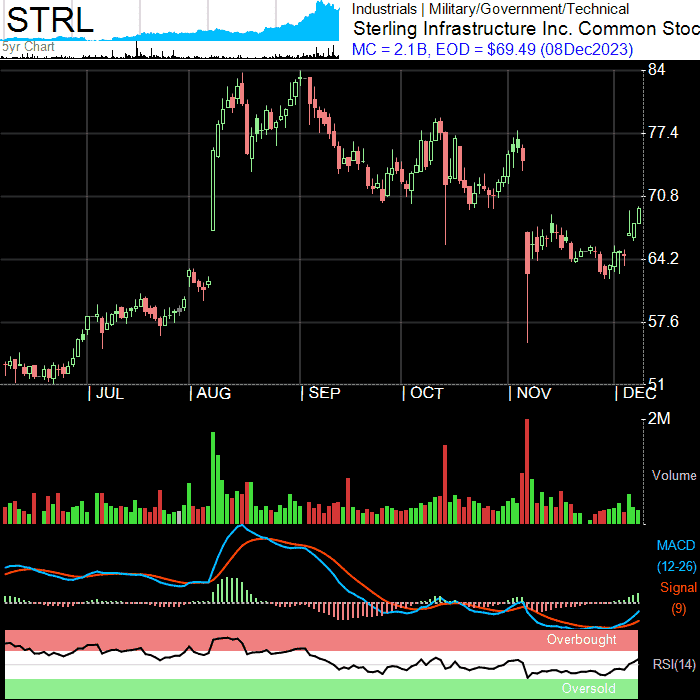 STRL
5yr Chart
Industrials | Military/Government/Technical
Sterling Infrastructure Inc. Common Stoc
MC = 2.1B, EOD = $69.49 (08Dec2023)
84
77.4
70.8
64.2
57.6
51
| JUL | AUG | SEP | OCT | NOV | DEC
2M
Volume
MACD
(12-26)
Signal
(9)
Overbought
RSI(14)
Oversold